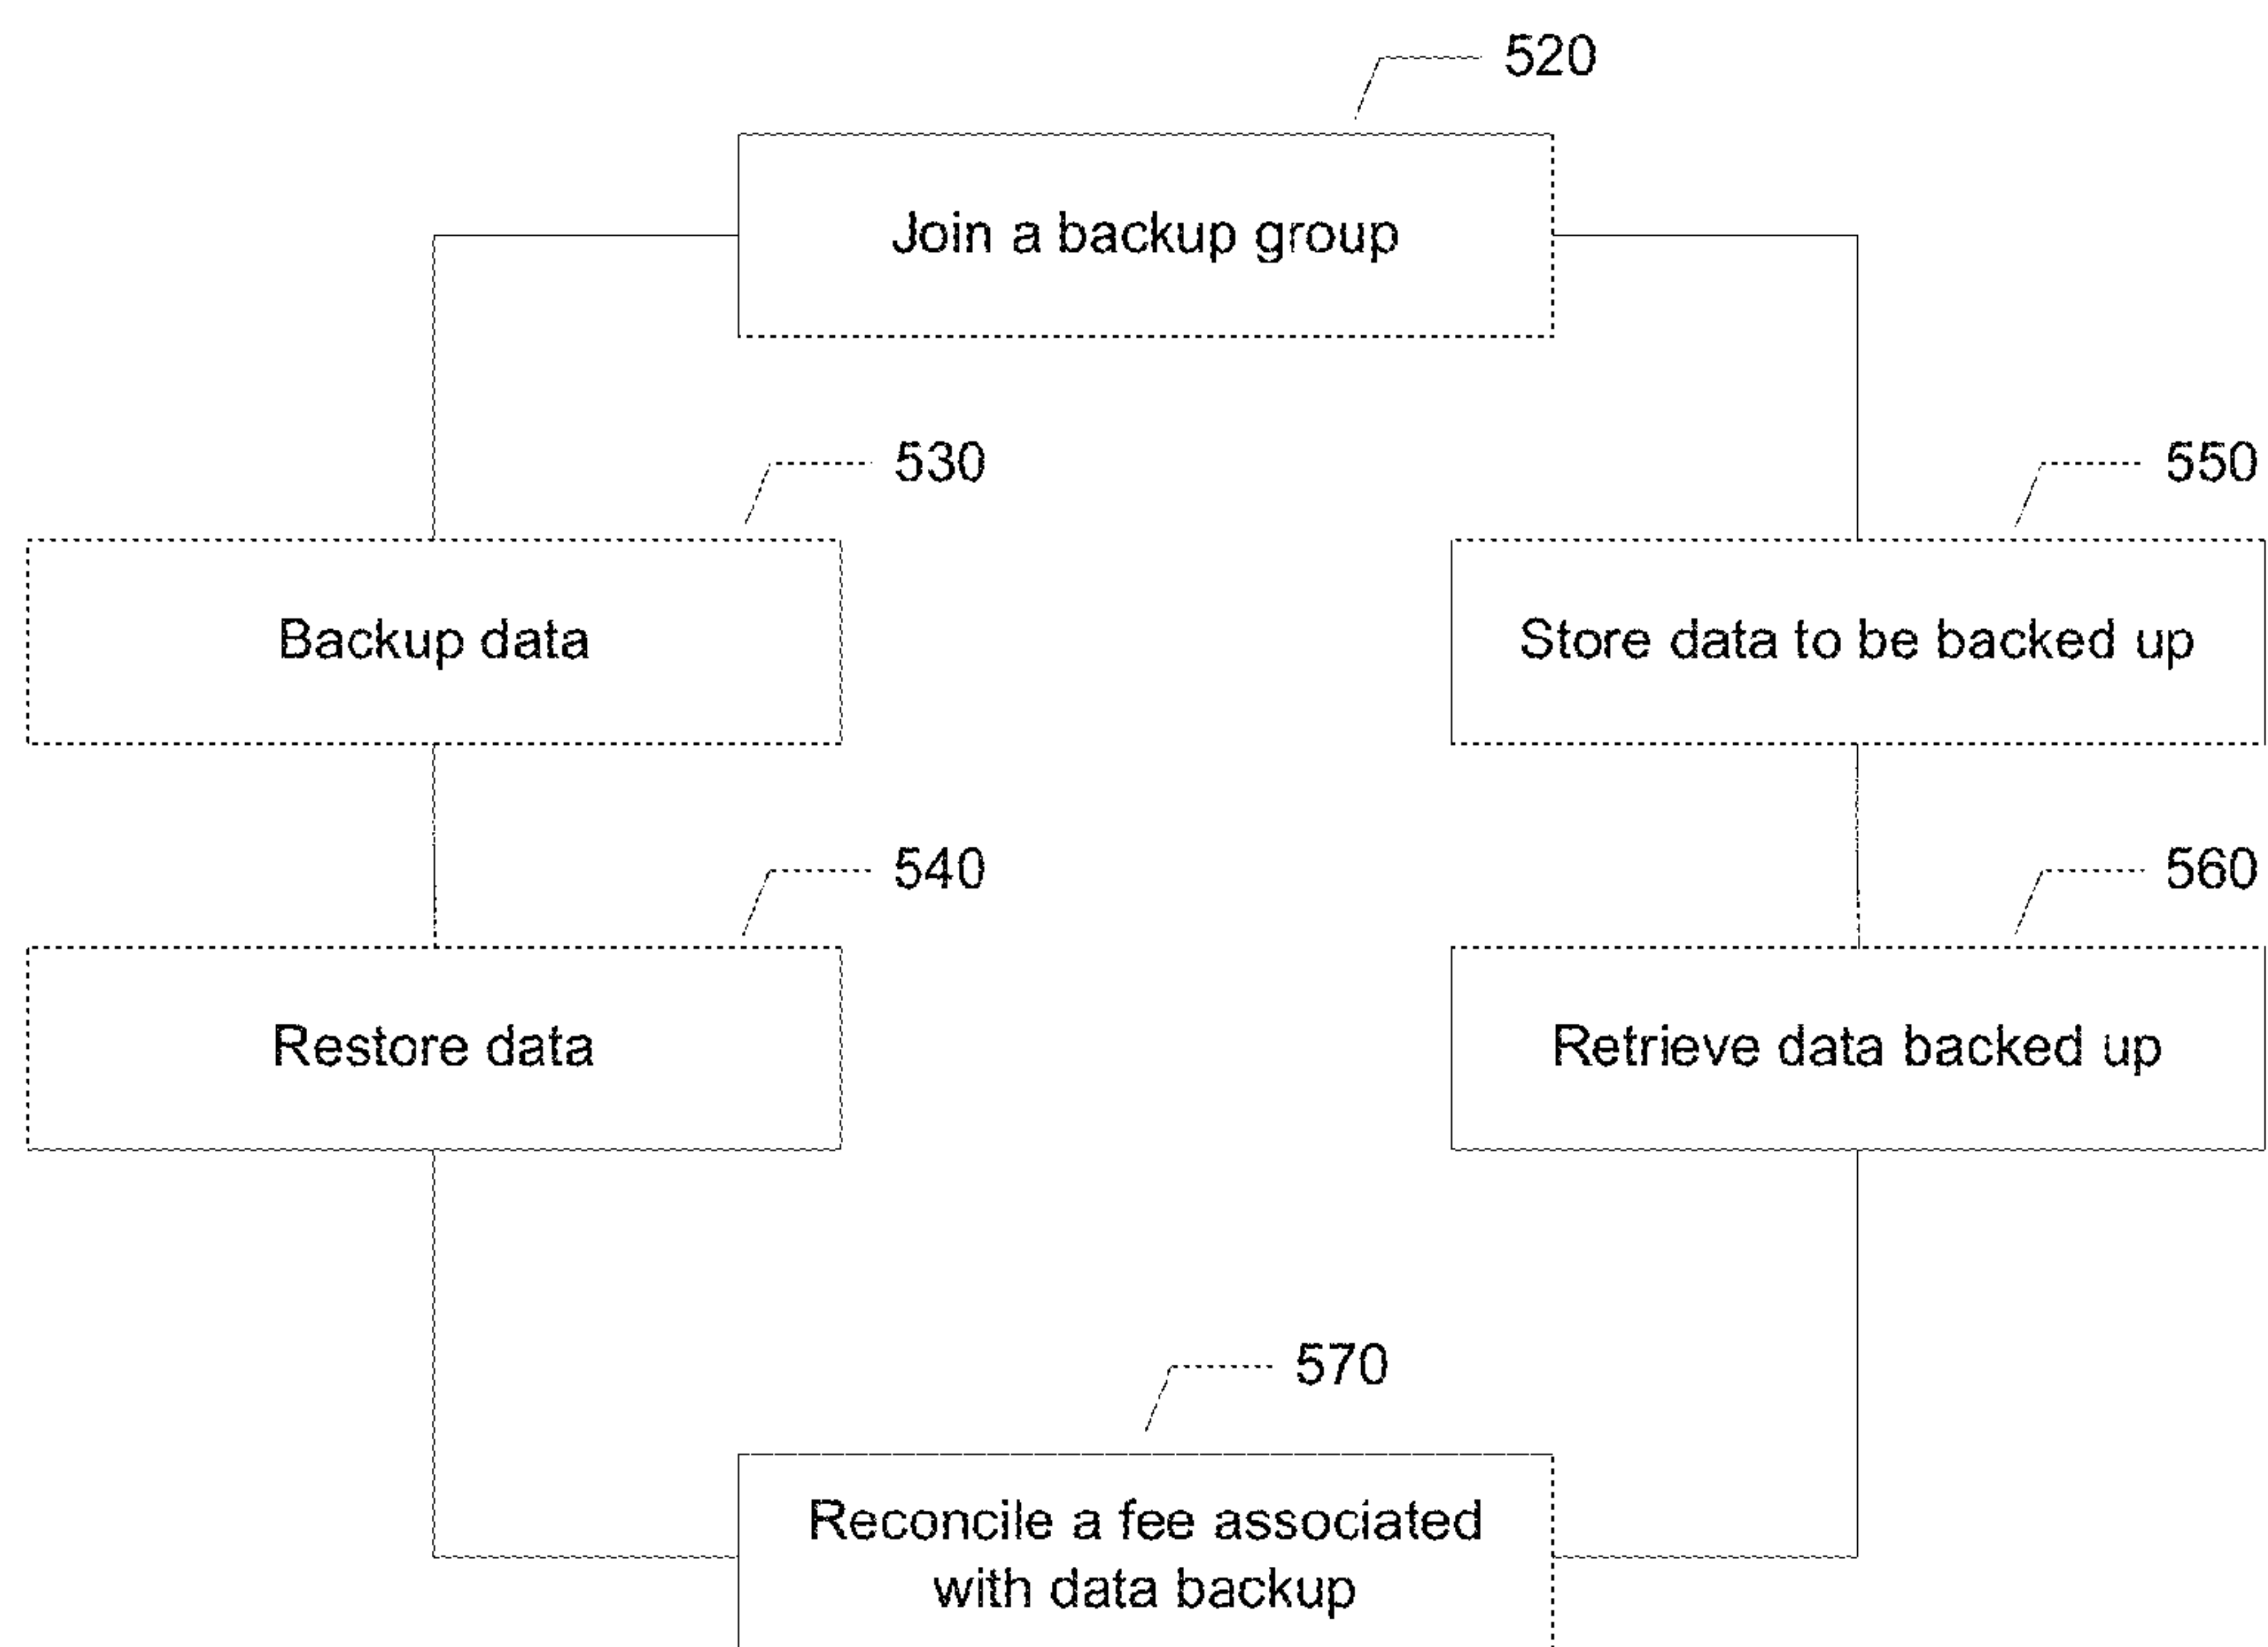 520
Join a backup group
530
550
Backup data
Store data to be backed up
540
560
Restore data
Retrieve data backed up
570
Reconcile a fee associated
with data backup